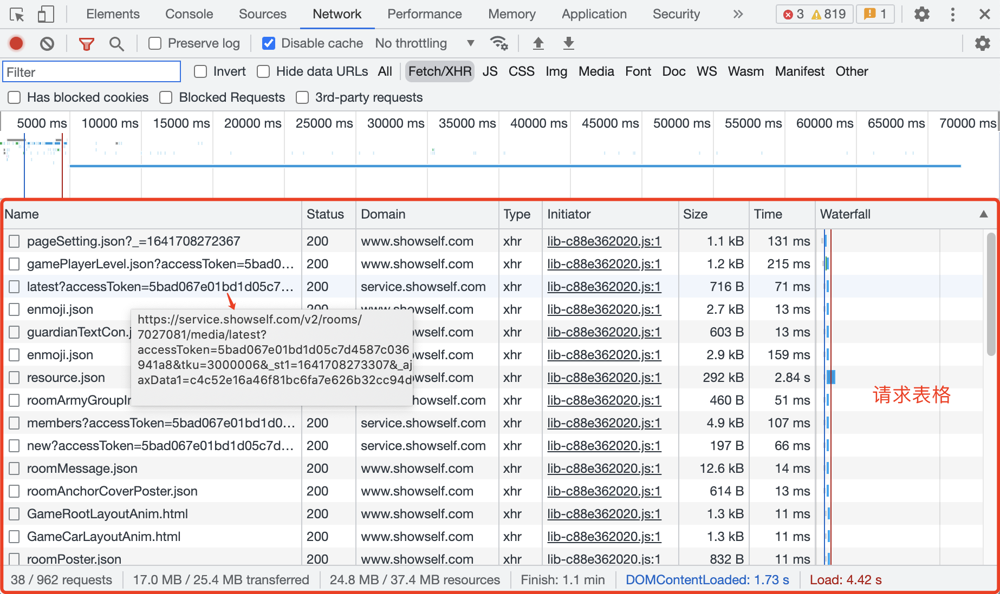 Elements Console Sources Network Performance Memory Application Security 3 819 1
Preserve log Disable cache No throttling
Filter Invert Hide data URLs All Fetch/XHR JS CSS Img Media Font Doc WS Wasm Manifest Other
Has blocked cookies Blocked Requests 3rd-party requests
5000 ms 10000 ms 15000 ms 20000 ms 25000 ms 30000 ms 35000 ms 40000 ms 45000 ms 50000 ms 55000 ms 60000 ms 65000 ms 70000 ms
Name Status Domain Type Initiator Size Time Waterfall
pageSetting.json?_=1641708272367 200 www.showself.com xhr lib-c88e362020.js:1 1.1 kB 131 ms
gamePlayerLevel.json?accessToken=5bad0... 200 www.showself.com xhr lib-c88e362020.js:1 1.2 kB 215 ms
latest?accessToken=5bad067e01bd1d05c7... 200 service.showself.com xhr lib-c88e362020.js:1 716 B 71 ms
enmoji.json 200 www.showself.com xhr lib-c88e362020.js:1 2.7 kB 13 ms
https://service.showself.com/v2/rooms/
guardianTextCon.j owself.com xhr lib-c88e362020.js:1 603 B 13 ms
7027081/media/latest?
accessToken=5bad067e01bd1d05c7d4587c036
enmoji.json owself.com xhr lib-c88e362020.js:1 2.9 kB 159 ms
941a8&tku=3000006&_st1=1641708273307&_aj
axData1=c4c52e16a46f81bc6fa7e626b32cc94d
resource.json owself.com xhr lib-c88e362020.js:1 292 kB 2.84 s
请求表格
roomArmyGroupIn howself.com xhr lib-c88e362020.js:1 460 B 51 ms
members?accessToken=5bad067e01bd1d0... 200 service.showself.com xhr lib-c88e362020.js:1 4.9 kB 107 ms
new?accessToken=5bad067e01bd1d05c7d... 200 service.showself.com xhr lib-c88e362020.js:1 197 B 66 ms
roomMessage.json 200 www.showself.com xhr lib-c88e362020.js:1 12.6 kB 14 ms
roomAnchorCoverPoster.json 200 www.showself.com xhr lib-c88e362020.js:1 614 B 13 ms
GameRootLayoutAnim.html 200 www.showself.com xhr lib-c88e362020.js:1 1.3 kB 11 ms
GameCarLayoutAnim.html 200 www.showself.com xhr lib-c88e362020.js:1 1.3 kB 11 ms
roomPoster.json 200 www.showself.com xhr lib-c88e362020.js:1 832 B 11 ms
38 / 962 requests 17.0 MB / 25.4 MB transferred 24.8 MB / 37.4 MB resources Finish: 1.1 min DOMContentLoaded: 1.73 s Load: 4.42 s